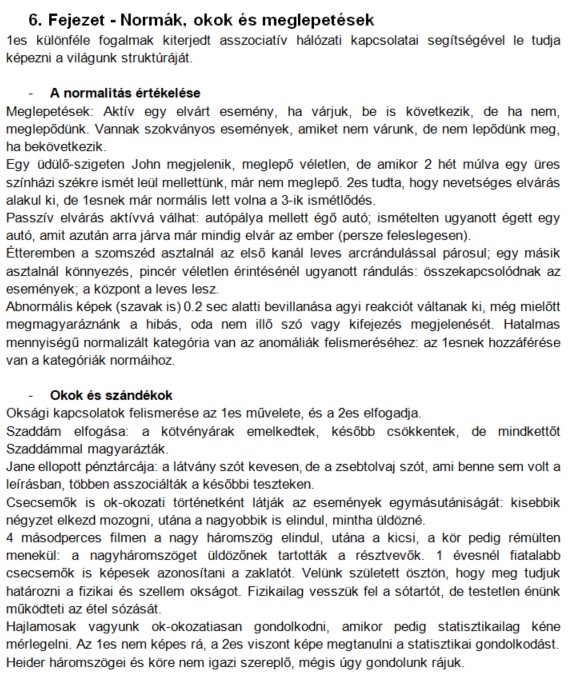 6. Fejezet - Normák, okok és meglepetések
1es különféle fogalmak kiterjedt asszociatív hálózati kapcsolatai segítségével le tudja
képezni a világunk struktúráját.
- A normalitás értékelése
Meglepetések: Aktív egy elvárt esemény, ha várjuk, be is következik, de ha nem,
meglepődünk. Vannak szokványos események, amiket nem várunk, de nem lepődünk meg,
ha bekövetkezik.
Egy üdülő-szigeten John megjelenik, meglepő véletlen, de amikor 2 hét múlva egy üres
színházi székre ismét leül mellettünk, már nem meglepő. 2es tudta, hogy nevetséges elvárás
alakul ki, de 1esnek már normális lett volna a 3-ik ismétlődés.
Passzív elvárás aktívvá válhat: autópálya mellett égő autó; ismételten ugyanott égett egy
autó, amit azután arra járva már mindig elvár az ember (persze feleslegesen).
Étteremben a szomszéd asztalnál az első kanál leves arcrándulással párosul; egy másik
asztalnál könnyezés, pincér véletlen érintésénél ugyanott rándulás: összekapcsolódnak az
események; a központ a leves lesz.
Abnormális képek (szavak is) 0.2 sec alatti bevillanása agyi reakciót váltanak ki, még mielőtt
megmagyaráznánk a hibás, oda nem illő szó vagy kifejezés megjelenését. Hatalmas
mennyiségű normalizált kategória van az anomáliák felismeréséhez: az 1esnek hozzáférése
van a kategóriák normáihoz.
- Okok és szándékok
Oksági kapcsolatok felismerése az 1es művelete, és a 2es elfogadja.
Szaddám elfogása: a kötvényárak emelkedtek, később csökkentek, de mindkettőt
Szaddámmal magyarázták.
Jane ellopott pénztárcája: a látvány szót kevesen, de a zsebtolvaj szót, ami benne sem volt a
leírásban, többen asszociálták a későbbi teszteken.
Csecsemők is ok-okozati történetként látják az események egymásutániságát: kisebbik
négyzet elkezd mozogni, utána a nagyobbik is elindul, mintha üldözné.
4 másodperces filmen a nagy háromszög elindul, utána a kicsi, a kör pedig rémülten
menekül: a nagyháromszöget üldözőnek tartották a résztvevők. 1 évesnél fiatalabb
csecsemők is képesek azonosítani a zaklatót. Velünk született ösztön, hogy meg tudjuk
határozni a fizikai és szellem okságot. Fizikailag vesszük fel a sótartót, de testetlen énünk
működteti az étel sózását.
Hajlamosak vagyunk ok-okozatiasan gondolkodni, amikor pedig statisztikailag kéne
mérlegelni. Az 1es nem képes rá, a 2es viszont képe megtanulni a statisztikai gondolkodást.
Heider háromszögei és köre nem igazi szereplő, mégis úgy gondolunk rájuk.